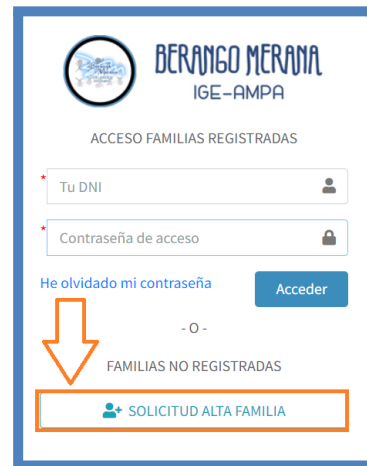 BERANGO MERANA
IGE-AMPA
ACCESO FAMILIAS REGISTRADAS
* Tu DNI
* Contraseña de acceso
He olvidado mi contraseña
Acceder
- O -
FAMILIAS NO REGISTRADAS
SOLICITUD ALTA FAMILIA